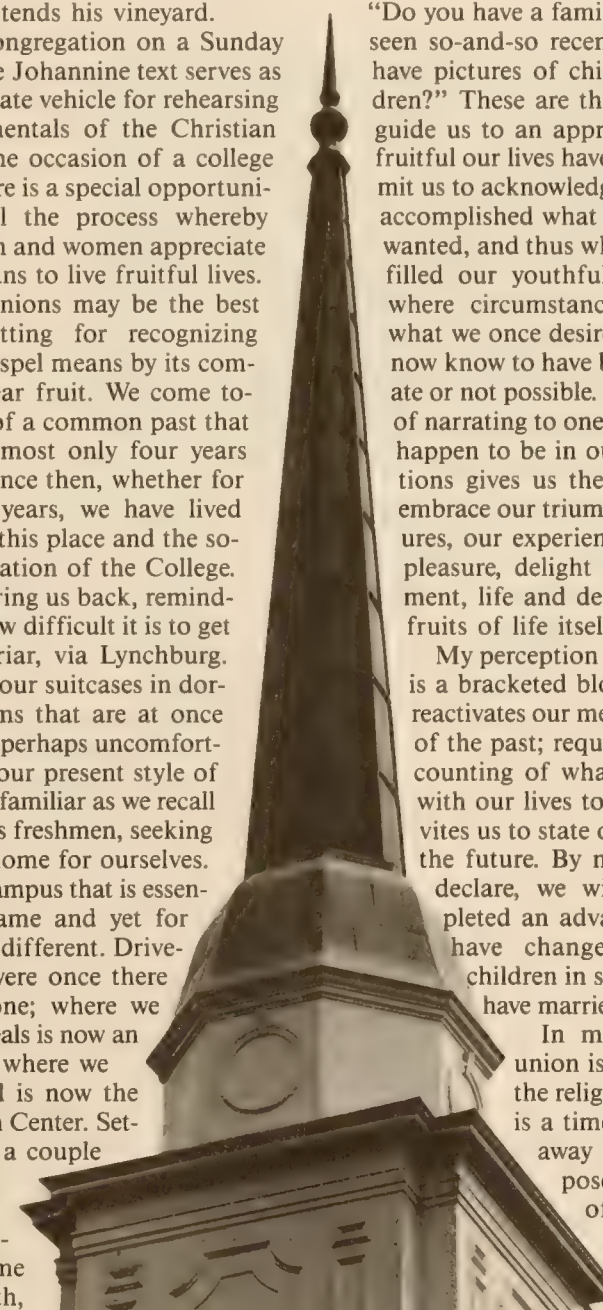 tends his vineyard.
ongregation on a Sunday
e Johannine text serves as
ate vehicle for rehearsing
mentals of the Christian
ne occasion of a college
re is a special opportuni-
l the process whereby
n and women appreciate
ans to live fruitful lives.
nions may be the best
tting for recognizing
spel means by its com-
ar fruit. We come to-
of a common past that
most only four years
nce then, whether for
years, we have lived
this place and the so-
ation of the College.
ring us back, remind-
w difficult it is to get
riar, via Lynchburg.
our suitcases in dor-
ms that are at once
perhaps uncomfort-
our present style of
familiar as we recall
s freshmen, seeking
ome for ourselves.
ampus that is essen-
ame and yet for
different. Drive-
were once there
one; where we
als is now an
where we
l is now the
n Center. Set-
a couple
-
me
th,
"Do you have a fami
seen so-and-so recen
have pictures of chi
dren?" These are th
guide us to an appr
fruitful our lives have
mit us to acknowledg
accomplished what
wanted, and thus wh
filled our youthful
where circumstanc
what we once desire
now know to have b
ate or not possible.
of narrating to one
happen to be in ou
tions gives us the
embrace our trium
ures, our experien
pleasure, delight
ment, life and de
fruits of life itsel
My perception
is a bracketed blo
reactivates our me
of the past; requ
counting of wha
with our lives to
vites us to state o
the future. By n
declare, we wi
pleted an adva
have change
children in s
have marrie
In m
union is
the relig
is a time
away
pose
of